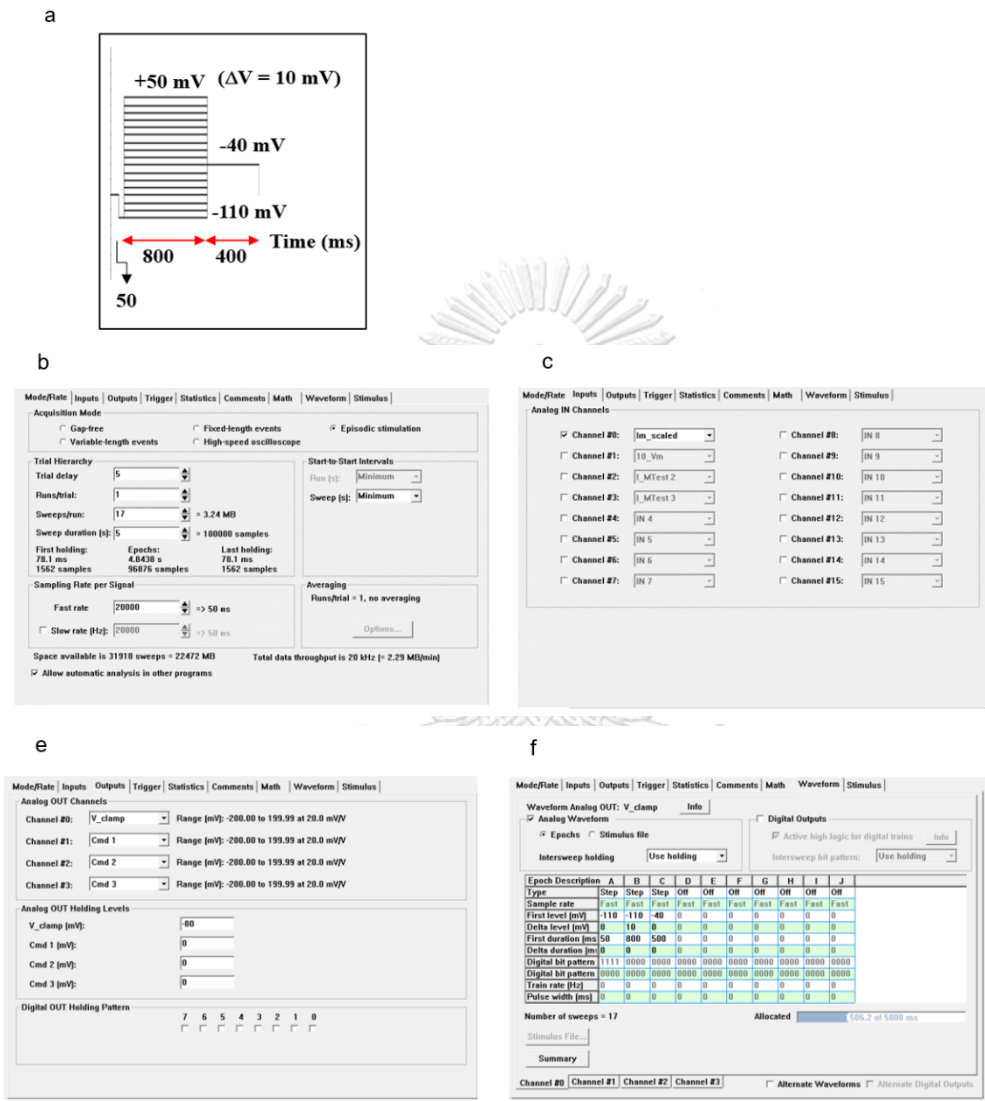 a
+50 mV (ΔV = 10 mV)
-40 mV
-110 mV
Time (ms)
800 400
50
b
Mode/Rate Inputs Outputs Trigger Statistics Comments Math Waveform Stimulus
Acquisition Mode
Gap-free Fixed-length events Episodic stimulation
Variable-length events High-speed oscilloscope
Trial Hierarchy
Trial delay 5
Runs/trial: 1
Sweeps/run: 17 = 3.24 MB
Sweep duration (s): 5 = 100000 samples
First holding: Epochs: Last holding:
78.1 ms 4.8438 s 78.1 ms
1562 samples 96876 samples 1562 samples
Start-to-Start Intervals
Run (s): Minimum
Sweep (s): Minimum
Sampling Rate per Signal
Fast rate 20000 => 50 ms
Slow rate (Hz): 20000 => 50 ms
Averaging
Runs/trial = 1, no averaging
Options...
Space available is 31918 sweeps = 22472 MB Total data throughput is 20 kHz (= 2.29 MB/min)
Allow automatic analysis in other programs
c
Mode/Rate Inputs Outputs Trigger Statistics Comments Math Waveform Stimulus
Analog IN Channels
Channel #0: Im_scaled Channel #8: IN 8
Channel #1: 10_Vm Channel #9: IN 9
Channel #2: I_MTest 2 Channel #10: IN 10
Channel #3: I_MTest 3 Channel #11: IN 11
Channel #4: IN 4 Channel #12: IN 12
Channel #5: IN 5 Channel #13: IN 13
Channel #6: IN 6 Channel #14: IN 14
Channel #7: IN 7 Channel #15: IN 15
e
Mode/Rate Inputs Outputs Trigger Statistics Comments Math Waveform Stimulus
Analog OUT Channels
Channel #0: V_clamp Range (mV): -200.00 to 199.99 at 20.0 mV/V
Channel #1: Cmd 1 Range (mV): -200.00 to 199.99 at 20.0 mV/V
Channel #2: Cmd 2 Range (mV): -200.00 to 199.99 at 20.0 mV/V
Channel #3: Cmd 3 Range (mV): -200.00 to 199.99 at 20.0 mV/V
Analog OUT Holding Levels
V_clamp (mV): -80
Cmd 1 (mV): 0
Cmd 2 (mV): 0
Cmd 3 (mV): 0
Digital OUT Holding Pattern
7 6 5 4 3 2 1 0
f
Mode/Rate Inputs Outputs Trigger Statistics Comments Math Waveform Stimulus
Waveform Analog OUT: V_clamp Info
Analog Waveform
Epochs Stimulus file
Intersweep holding Use holding
Digital Outputs
Active high logic for digital trains Info
Intersweep bit pattern: Use holding
Epoch Description A B C D E F G H I J
Type Step Step Step Off Off Off Off Off Off Off
Sample rate Fast Fast Fast Fast Fast Fast Fast Fast Fast Fast
First level (mV) -110 -110 -40 0 0 0 0 0 0 0
Delta level (mV) 0 10 0 0 0 0 0 0 0 0
First duration (ms 50 800 500 0 0 0 0 0 0 0
Delta duration (ms 0 0 0 0 0 0 0 0 0 0
Digital bit pattern 1111 0000 0000 0000 0000 0000 0000 0000 0000 0000
Digital bit pattern 0000 0000 0000 0000 0000 0000 0000 0000 0000 0000
Train rate (Hz) 0 0 0 0 0 0 0 0 0 0
Pulse width (ms) 0 0 0 0 0 0 0 0 0 0
Number of sweeps = 17 Allocated 506.2 of 5000 ms
Stimulus File...
Summary
Channel #0 Channel #1 Channel #2 Channel #3 Alternate Waveforms Alternate Digital Outputs